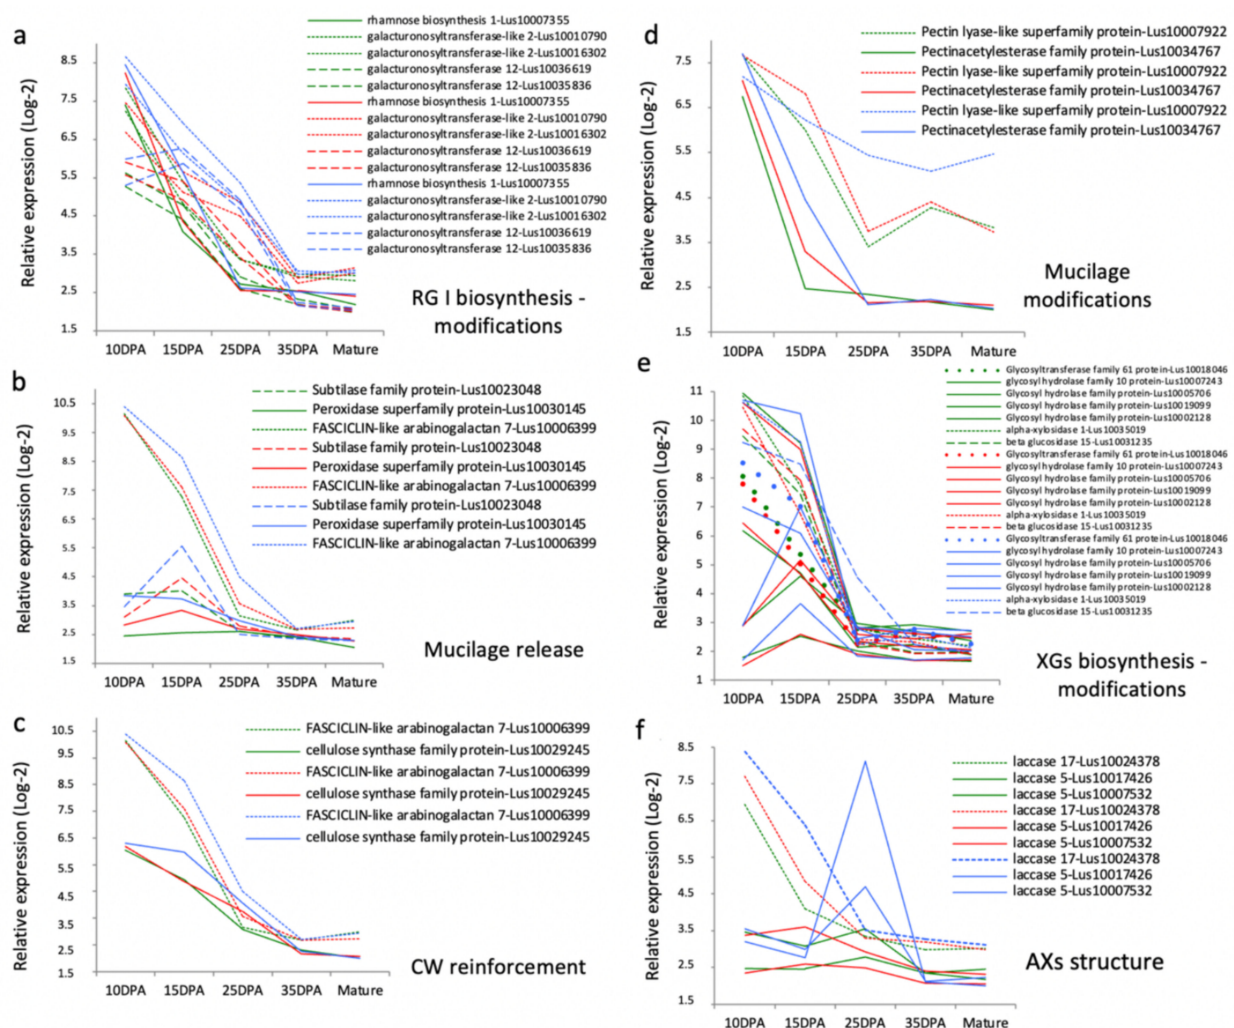 a
Relative expression (Log-2)
8.5
7.5
6.5
5.5
4.5
3.5
2.5
1.5
10DPA 15DPA 25DPA 35DPA Mature
rhamnose biosynthesis 1-Lus10007355
galacturonosyltransferase-like 2-Lus10010790
galacturonosyltransferase-like 2-Lus10016302
galacturonosyltransferase 12-Lus10036619
galacturonosyltransferase 12-Lus10035836
rhamnose biosynthesis 1-Lus10007355
galacturonosyltransferase-like 2-Lus10010790
galacturonosyltransferase-like 2-Lus10016302
galacturonosyltransferase 12-Lus10036619
galacturonosyltransferase 12-Lus10035836
rhamnose biosynthesis 1-Lus10007355
galacturonosyltransferase-like 2-Lus10010790
galacturonosyltransferase-like 2-Lus10016302
galacturonosyltransferase 12-Lus10036619
galacturonosyltransferase 12-Lus10035836
RG I biosynthesis -
modifications
b
Relative expression (Log-2)
10.5
9.5
8.5
7.5
6.5
5.5
4.5
3.5
2.5
1.5
10DPA 15DPA 25DPA 35DPA Mature
Subtilase family protein-Lus10023048
Peroxidase superfamily protein-Lus10030145
FASCICLIN-like arabinogalactan 7-Lus10006399
Subtilase family protein-Lus10023048
Peroxidase superfamily protein-Lus10030145
FASCICLIN-like arabinogalactan 7-Lus10006399
Subtilase family protein-Lus10023048
Peroxidase superfamily protein-Lus10030145
FASCICLIN-like arabinogalactan 7-Lus10006399
Mucilage release
c
Relative expression (Log-2)
10.5
9.5
8.5
7.5
6.5
5.5
4.5
3.5
2.5
1.5
10DPA 15DPA 25DPA 35DPA Mature
FASCICLIN-like arabinogalactan 7-Lus10006399
cellulose synthase family protein-Lus10029245
FASCICLIN-like arabinogalactan 7-Lus10006399
cellulose synthase family protein-Lus10029245
FASCICLIN-like arabinogalactan 7-Lus10006399
cellulose synthase family protein-Lus10029245
CW reinforcement
d
Relative expression (Log-2)
7.5
6.5
5.5
4.5
3.5
2.5
1.5
10DPA 15DPA 25DPA 35DPA Mature
Pectin lyase-like superfamily protein-Lus10007922
Pectinacetylesterase family protein-Lus10034767
Pectin lyase-like superfamily protein-Lus10007922
Pectinacetylesterase family protein-Lus10034767
Pectin lyase-like superfamily protein-Lus10007922
Pectinacetylesterase family protein-Lus10034767
Mucilage
modifications
e
Relative expression (Log-2)
11
10
9
8
7
6
5
4
3
2
1
10DPA 15DPA 25DPA 35DPA Mature
Glycosyltransferase family 61 protein-Lus10018046
glycosyl hydrolase family 10 protein-Lus10007243
Glycosyl hydrolase family protein-Lus10005706
Glycosyl hydrolase family protein-Lus10019099
Glycosyl hydrolase family protein-Lus10002128
alpha-xylosidase 1-Lus10035019
beta glucosidase 15-Lus10031235
Glycosyltransferase family 61 protein-Lus10018046
glycosyl hydrolase family 10 protein-Lus10007243
Glycosyl hydrolase family protein-Lus10005706
Glycosyl hydrolase family protein-Lus10019099
Glycosyl hydrolase family protein-Lus10002128
alpha-xylosidase 1-Lus10035019
beta glucosidase 15-Lus10031235
Glycosyltransferase family 61 protein-Lus10018046
glycosyl hydrolase family 10 protein-Lus10007243
Glycosyl hydrolase family protein-Lus10005706
Glycosyl hydrolase family protein-Lus10019099
Glycosyl hydrolase family protein-Lus10002128
alpha-xylosidase 1-Lus10035019
beta glucosidase 15-Lus10031235
XGs biosynthesis -
modifications
f
Relative expression (Log-2)
8.5
7.5
6.5
5.5
4.5
3.5
2.5
1.5
10DPA 15DPA 25DPA 35DPA Mature
laccase 17-Lus10024378
laccase 5-Lus10017426
laccase 5-Lus10007532
laccase 17-Lus10024378
laccase 5-Lus10017426
laccase 5-Lus10007532
laccase 17-Lus10024378
laccase 5-Lus10017426
laccase 5-Lus10007532
AXs structure